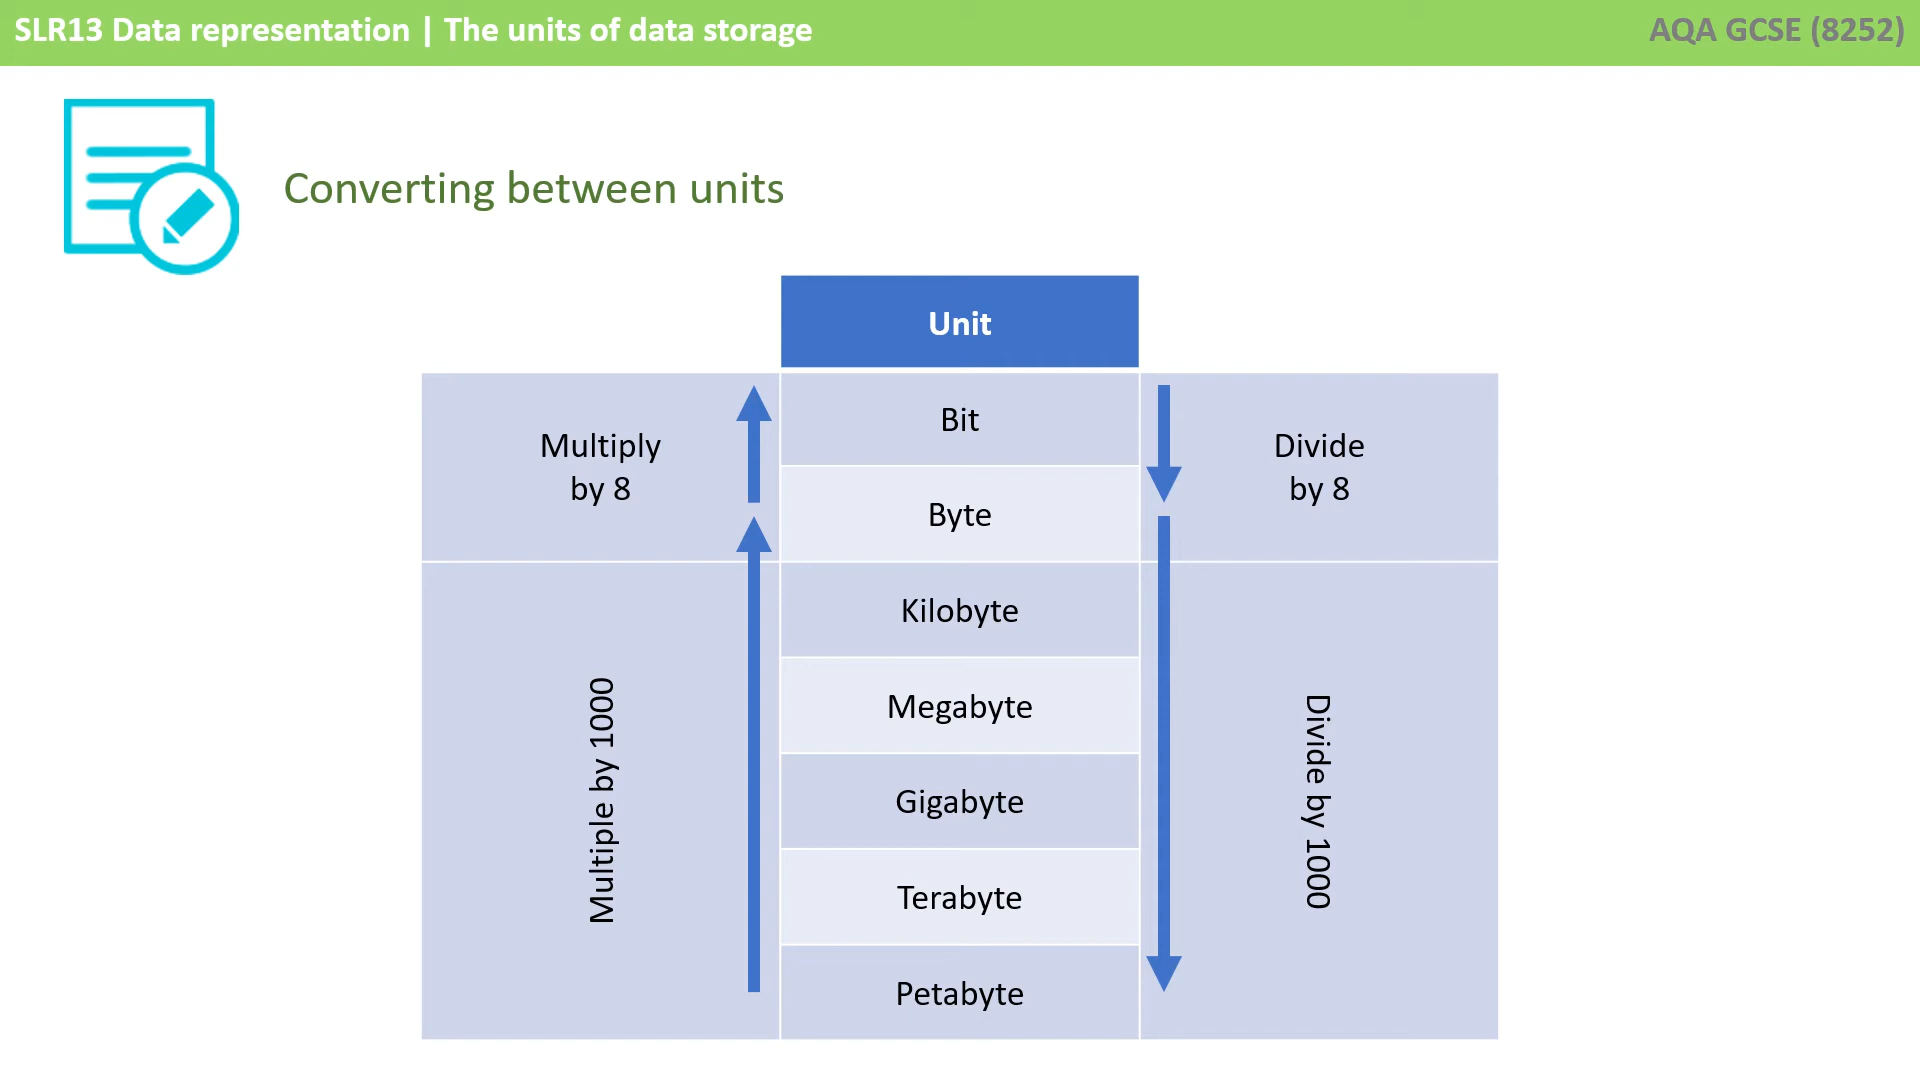 SLR13 Data representation | The units of data storage
AQA GCSE (8252)
Converting between units
Unit
Multiply
by 8
Bit
Byte
Divide
by 8
Multiple by 1000
Kilobyte
Megabyte
Gigabyte
Terabyte
Petabyte
Divide by 1000